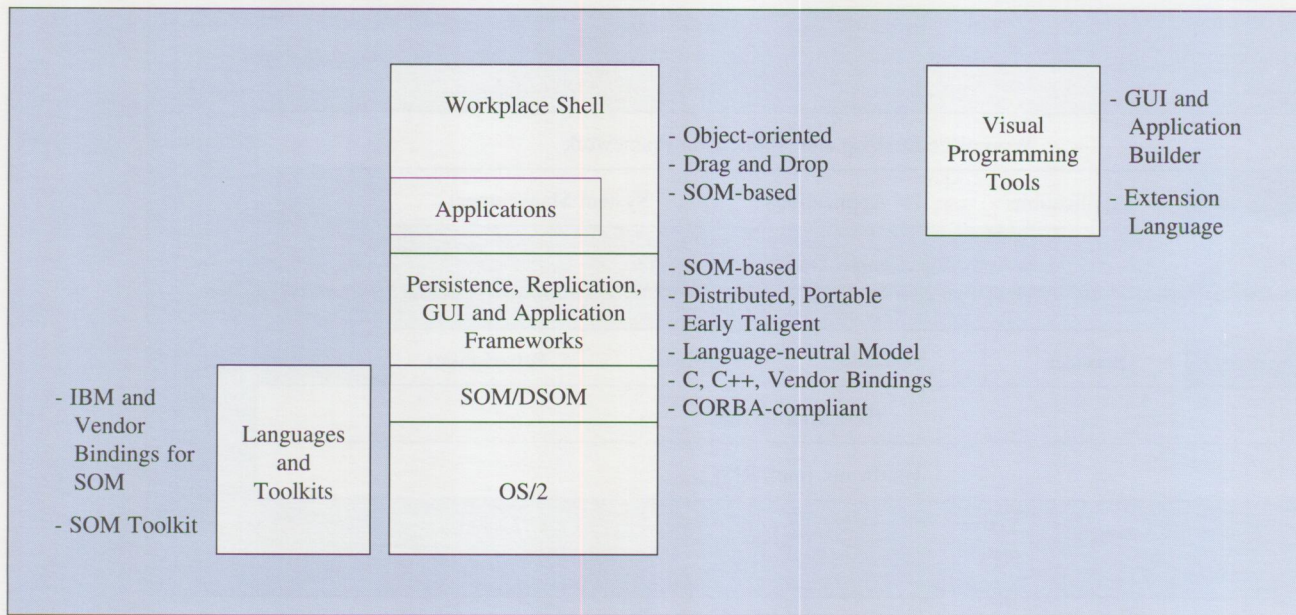 Workplace Shell
Applications
- Object-oriented
- Drag and Drop
- SOM-based
Visual
Programming
Tools
- GUI and
Application
Builder
- Extension
Language
Persistence, Replication,
GUI and Application
Frameworks
- SOM-based
- Distributed, Portable
- Early Taligent
- Language-neutral Model
- C, C++, Vendor Bindings
- CORBA-compliant
SOM/DSOM
OS/2
- IBM and
Vendor
Bindings for
SOM
- SOM Toolkit
Languages
and
Toolkits